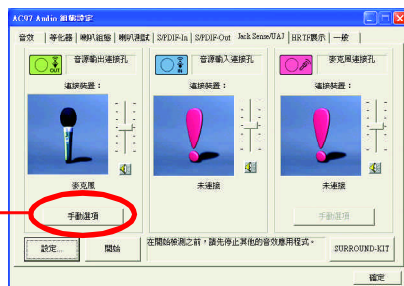 AC97 Audio 組態設定
音效 等化器 喇叭組態 喇叭測試 S/PDIF-In S/PDIF-Out Jack Sense/UAJ HRTF展示 一般
OUT 音源輸出連接孔 IN 音源輸入連接孔 麥克風連接孔
連接裝置： 連接裝置： 連接裝置：
麥克風 未連接 未連接
手動選項 手動選項
設定... 開始 在開始檢測之前，請先停止其他的音效應用程式。 SURROUND-KIT
確定